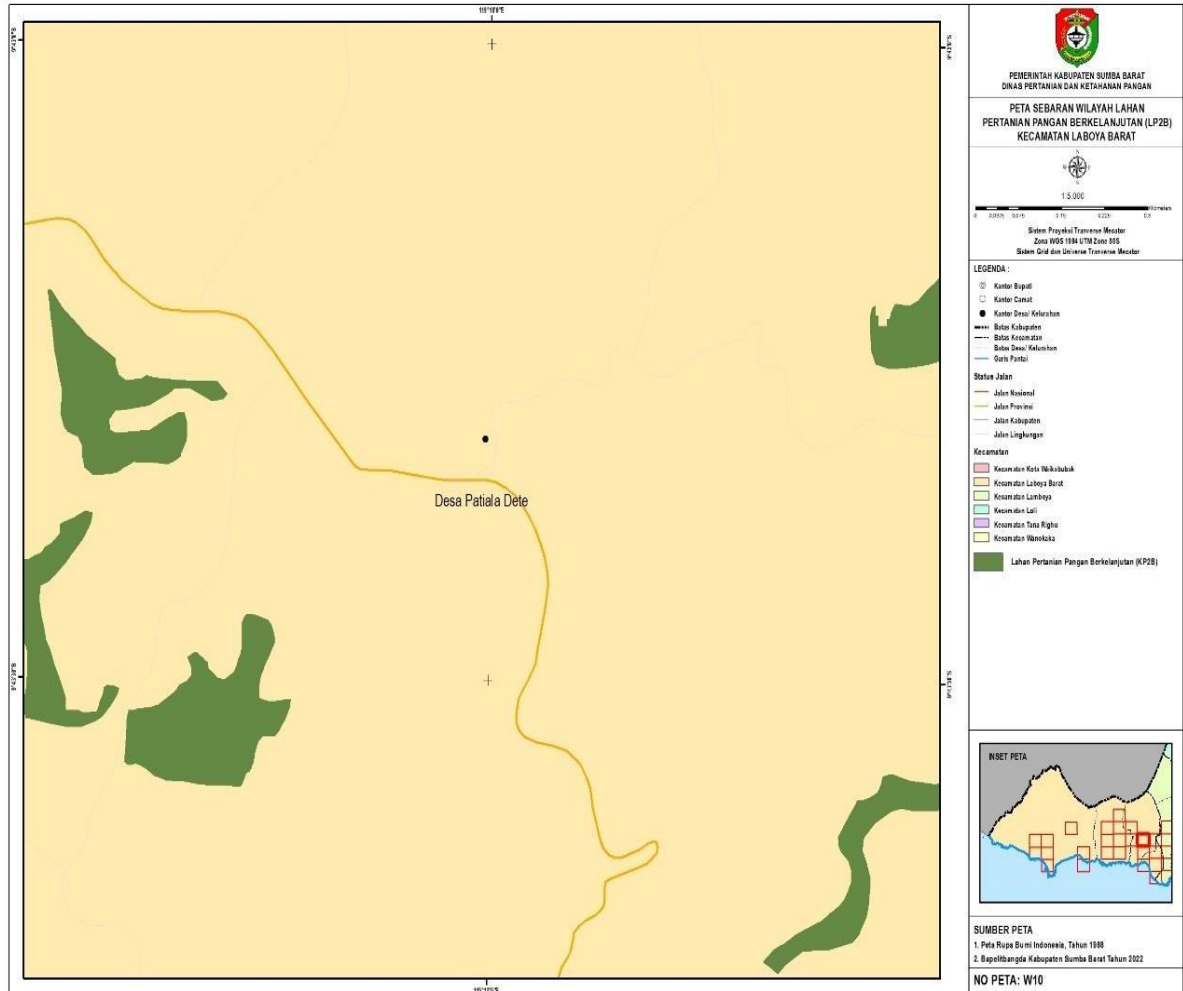 Desa Patiala Dete
PEMERINTAH KABUPATEN SUMBA BARAT
DINAS PERTANIAN DAN KETAHANAN PANGAN
PETA SEBARAN WILAYAH LAHAN
PERTANIAN PANGAN BERKELANJUTAN (LP2B)
KECAMATAN LABOYA BARAT
1:5.000
Sistem Proyeksi Tranverse Mecator
Zona WGS 1984 UTM Zone 50S
Sistem Grid dan Universe Tranverse Mecator
LEGENDA :
Kantor Bupati
Kantor Camat
Kantor Desa/ Kelurahan
Batas Kabupaten
Batas Kecamatan
Batas Desa/ Kelurahan
Garis Pantai
Status Jalan
Jalan Nasional
Jalan Provinsi
Jalan Kabupaten
Jalan Lingkungan
Kecamatan
Kecamatan Kota Waikabubak
Kecamatan Laboya Barat
Kecamatan Lamboya
Kecamatan Loli
Kecamatan Tana Righu
Kecamatan Wanokaka
Lahan Pertanian Pangan Berkelanjutan (KP2B)
INSET PETA
SUMBER PETA
1. Peta Rupa Bumi Indonesia, Tahun 1988
2. Bapelitbangda Kabupaten Sumba Barat Tahun 2022
NO PETA: W10